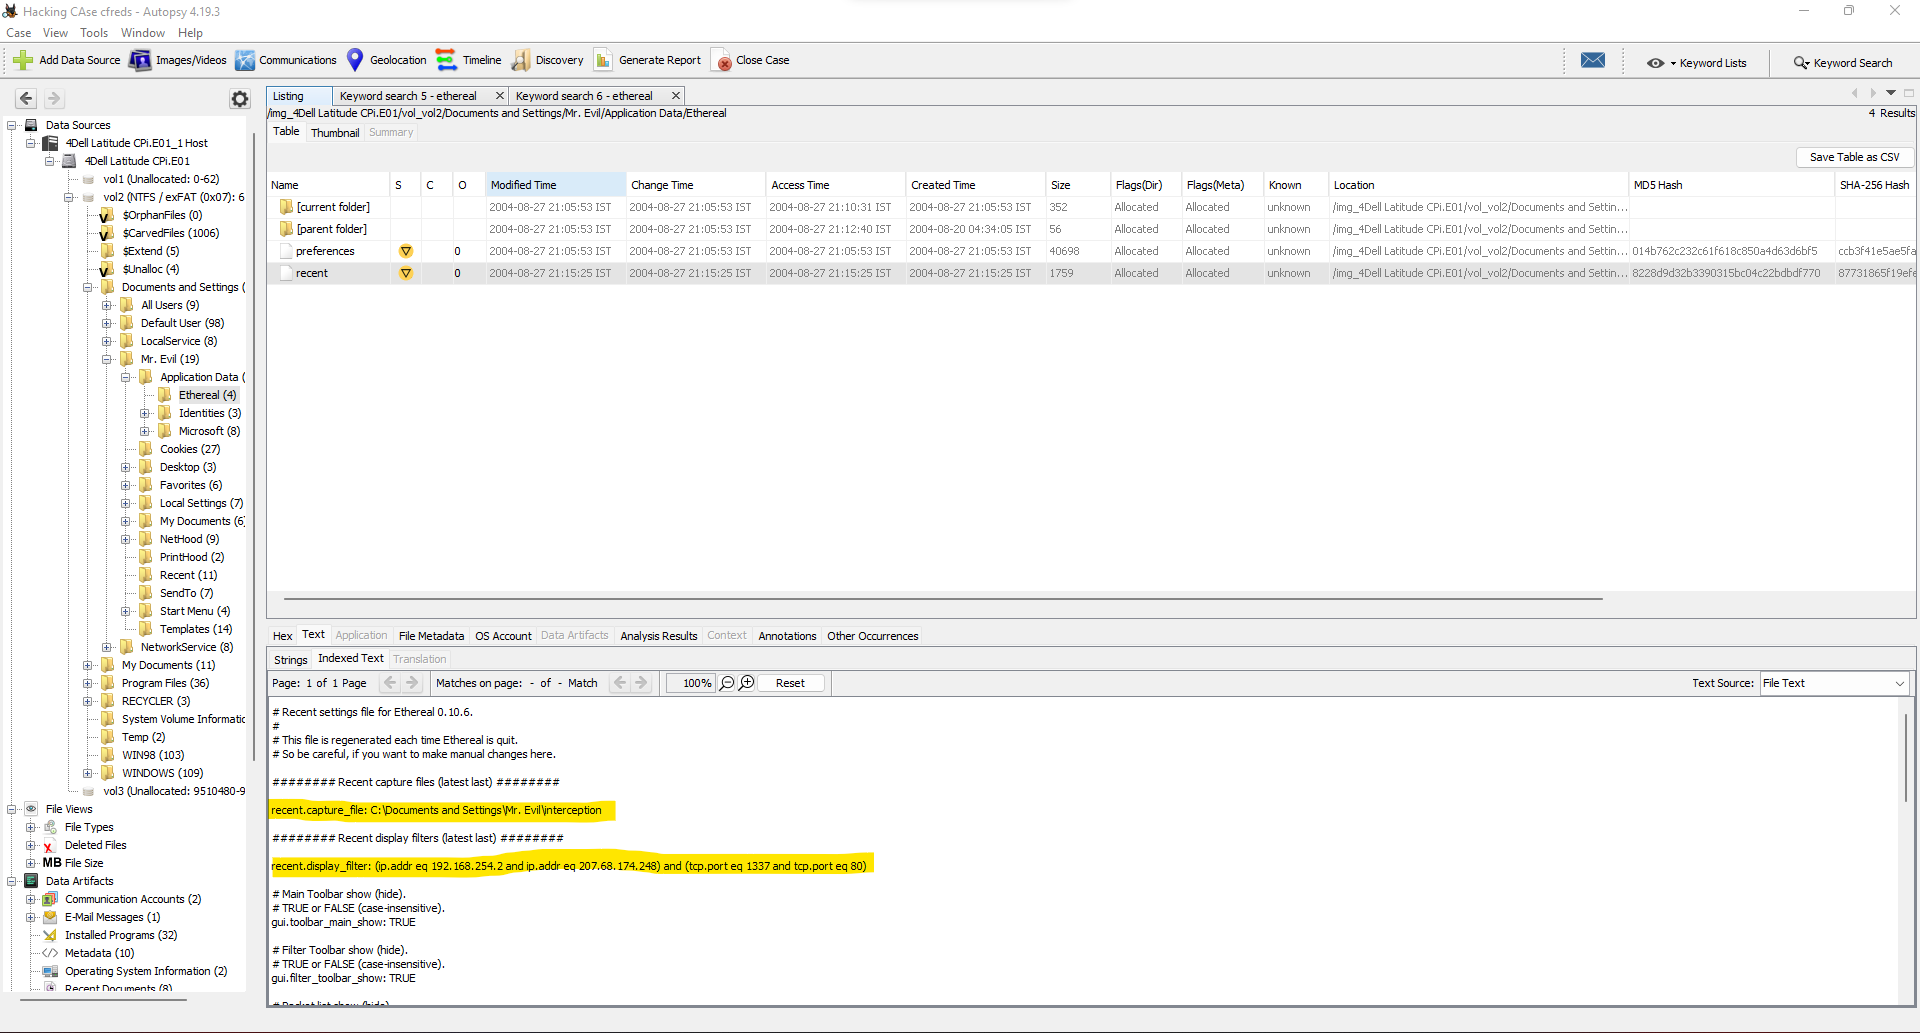 Hacking CAse cfreds - Autopsy 4.19.3
Case View Tools Window Help
Add Data Source Images/Videos Communications Geolocation Timeline Discovery Generate Report Close Case Keyword Lists Keyword Search
Listing Keyword search 5 - ethereal Keyword search 6 - ethereal
/img_4Dell Latitude CPi.E01/vol_vol2/Documents and Settings/Mr. Evil/Application Data/Ethereal 4 Results
Table Thumbnail Summary
Save Table as CSV
Name S C O Modified Time Change Time Access Time Created Time Size Flags(Dir) Flags(Meta) Known Location MD5 Hash SHA-256 Hash
[current folder] 2004-08-27 21:05:53 IST 2004-08-27 21:05:53 IST 2004-08-27 21:10:31 IST 2004-08-27 21:05:53 IST 352 Allocated Allocated unknown /img_4Dell Latitude CPi.E01/vol_vol2/Documents and Settin...
[parent folder] 2004-08-27 21:05:53 IST 2004-08-27 21:05:53 IST 2004-08-27 21:12:40 IST 2004-08-20 04:34:05 IST 56 Allocated Allocated unknown /img_4Dell Latitude CPi.E01/vol_vol2/Documents and Settin...
preferences 0 2004-08-27 21:05:53 IST 2004-08-27 21:05:53 IST 2004-08-27 21:05:53 IST 2004-08-27 21:05:53 IST 40698 Allocated Allocated unknown /img_4Dell Latitude CPi.E01/vol_vol2/Documents and Settin... 014b762c232c61f618c850a4d63d6bf5 ccb3f41e5ae5fa
recent 0 2004-08-27 21:15:25 IST 2004-08-27 21:15:25 IST 2004-08-27 21:15:25 IST 2004-08-27 21:15:25 IST 1759 Allocated Allocated unknown /img_4Dell Latitude CPi.E01/vol_vol2/Documents and Settin... 8228d9d32b3390315bc04c22bdbdf770 87731865f19efe
Data Sources
4Dell Latitude CPi.E01_1 Host
4Dell Latitude CPi.E01
vol1 (Unallocated: 0-62)
vol2 (NTFS / exFAT (0x07): 6
$OrphanFiles (0)
$CarvedFiles (1006)
$Extend (5)
$Unalloc (4)
Documents and Settings (
All Users (9)
Default User (98)
LocalService (8)
Mr. Evil (19)
Application Data (
Ethereal (4)
Identities (3)
Microsoft (8)
Cookies (27)
Desktop (3)
Favorites (6)
Local Settings (7)
My Documents (6)
NetHood (9)
PrintHood (2)
Recent (11)
SendTo (7)
Start Menu (4)
Templates (14)
NetworkService (8)
My Documents (11)
Program Files (36)
RECYCLER (3)
System Volume Informatic
Temp (2)
WIN98 (103)
WINDOWS (109)
vol3 (Unallocated: 9510480-9
File Views
File Types
Deleted Files
MB File Size
Data Artifacts
Communication Accounts (2)
E-Mail Messages (1)
Installed Programs (32)
Metadata (10)
Operating System Information (2)
Recent Documents (8)
Hex Text Application File Metadata OS Account Data Artifacts Analysis Results Context Annotations Other Occurrences
Strings Indexed Text Translation
Page: 1 of 1 Page Matches on page: - of - Match 100% Reset Text Source: File Text
# Recent settings file for Ethereal 0.10.6.
#
# This file is regenerated each time Ethereal is quit.
# So be careful, if you want to make manual changes here.
######## Recent capture files (latest last) ########
recent.capture_file: C:\Documents and Settings\Mr. Evil\interception
######## Recent display filters (latest last) ########
recent.display_filter: (ip.addr eq 192.168.254.2 and ip.addr eq 207.68.174.248) and (tcp.port eq 1337 and tcp.port eq 80)
# Main Toolbar show (hide).
# TRUE or FALSE (case-insensitive).
gui.toolbar_main_show: TRUE
# Filter Toolbar show (hide).
# TRUE or FALSE (case-insensitive).
gui.filter_toolbar_show: TRUE
# Packet list show (hide)